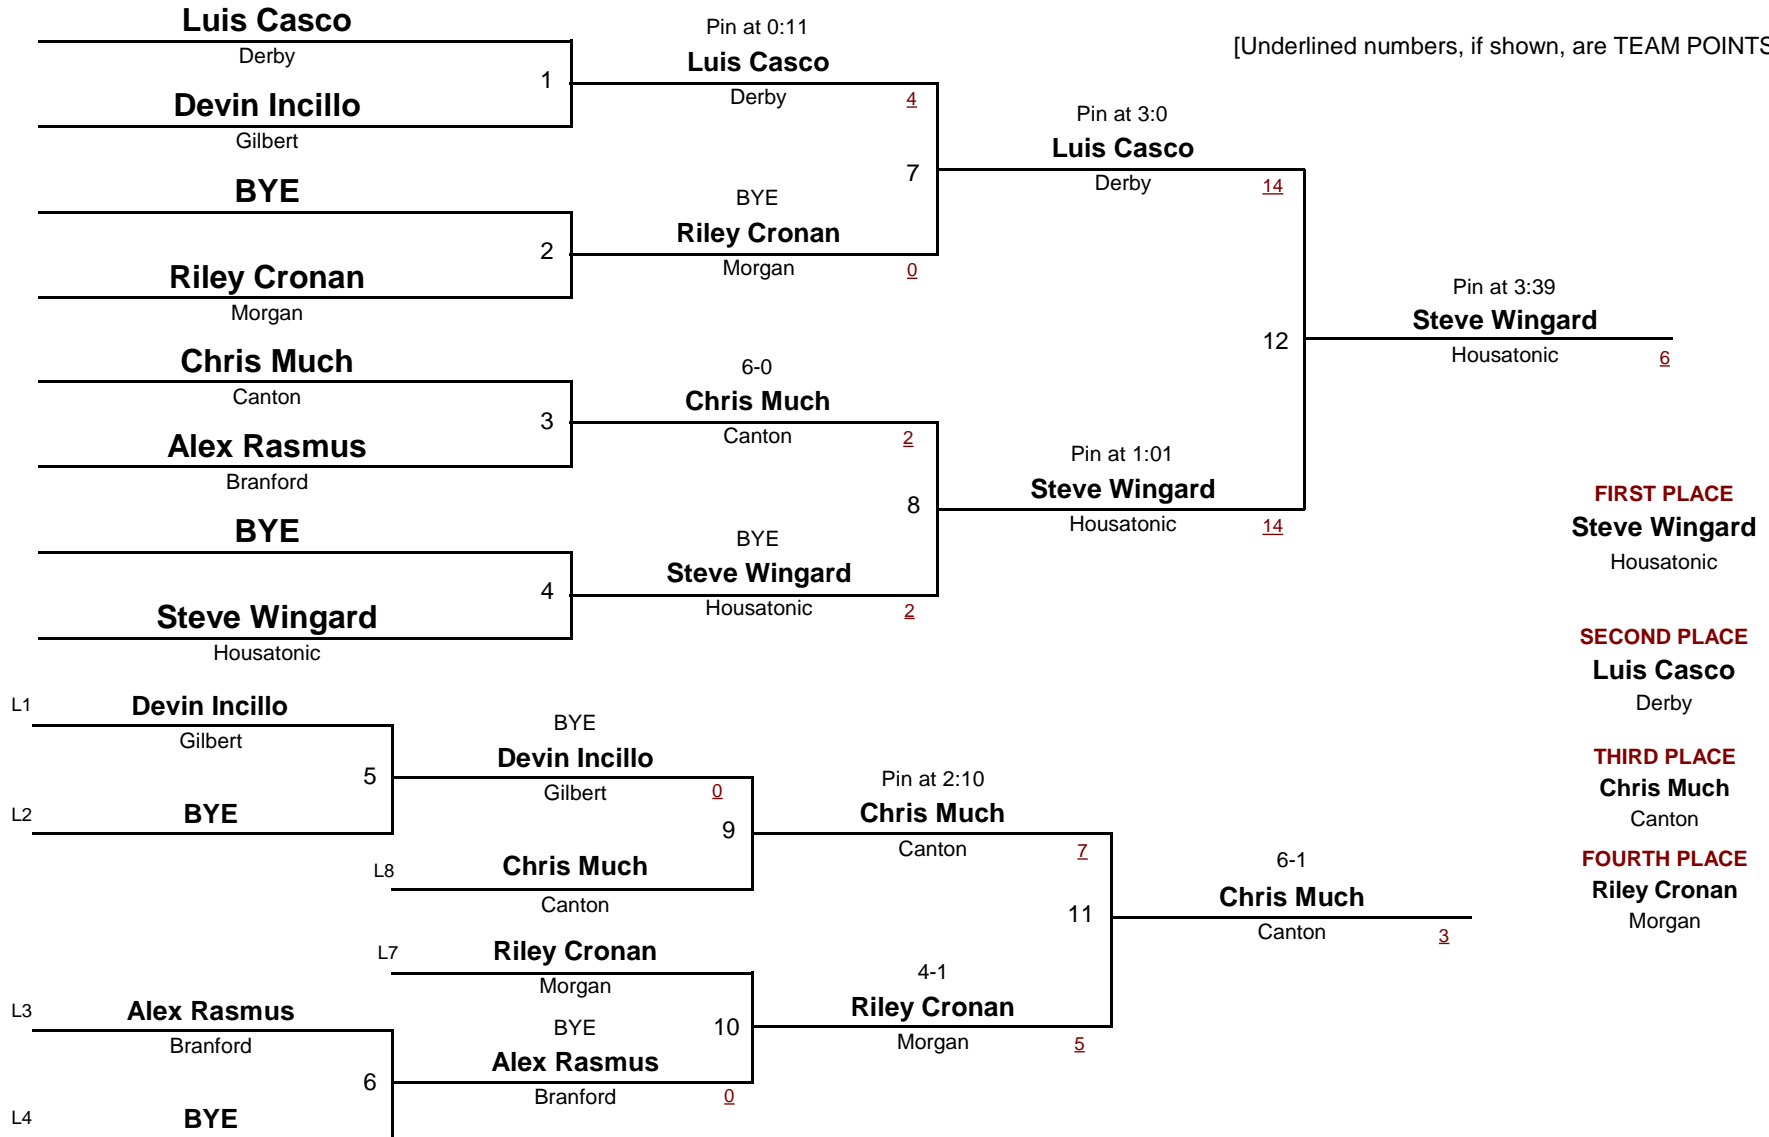 Luis Casco
Derby
1
Devin Incillo
Gilbert
BYE
2
Riley Cronan
Morgan
Chris Much
Canton
3
Alex Rasmus
Branford
BYE
4
Steve Wingard
Housatonic
Pin at 0:11
Luis Casco
Derby
4
7
BYE
Riley Cronan
Morgan
0
6-0
Chris Much
Canton
2
8
BYE
Steve Wingard
Housatonic
2
[Underlined numbers, if shown, are TEAM POINTS
Pin at 3:0
Luis Casco
Derby
14
12
Pin at 1:01
Steve Wingard
Housatonic
14
Pin at 3:39
Steve Wingard
Housatonic
6
FIRST PLACE
Steve Wingard
Housatonic
SECOND PLACE
Luis Casco
Derby
THIRD PLACE
Chris Much
Canton
FOURTH PLACE
Riley Cronan
Morgan
L1
Devin Incillo
Gilbert
5
L2
BYE
BYE
Devin Incillo
Gilbert
0
9
L8
Chris Much
Canton
L7
Riley Cronan
Morgan
10
BYE
Alex Rasmus
Branford
0
L3
Alex Rasmus
Branford
6
L4
BYE
Pin at 2:10
Chris Much
Canton
7
11
4-1
Riley Cronan
Morgan
5
6-1
Chris Much
Canton
3